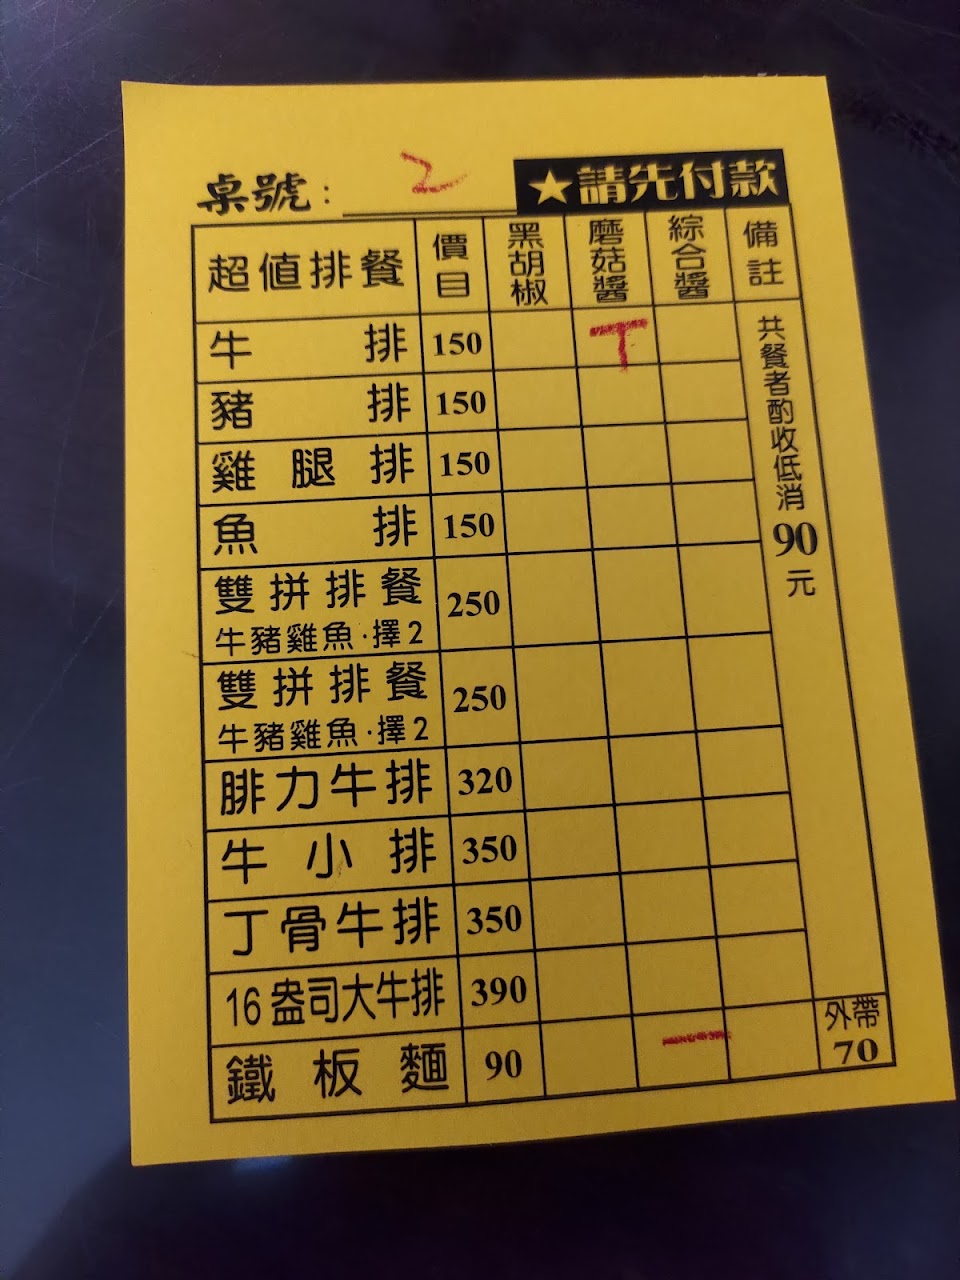 桌號： 2 ★請先付款
超值排餐 價目 黑胡椒 磨菇醬 綜合醬 備註
牛排 150 T
豬排 150
雞腿排 150
魚排 150
雙拼排餐 250
牛豬雞魚·擇2
雙拼排餐 250
牛豬雞魚·擇2
腓力牛排 320
牛小排 350
丁骨牛排 350
16盎司大牛排 390
鐵板麵 90 一
共餐者酌收低消90元
外帶
70